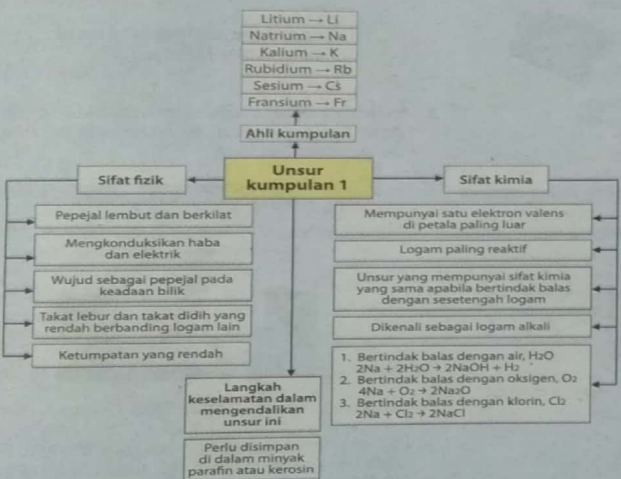 Litium → Li
Natrium → Na
Kalium → K
Rubidium → Rb
Sesium → Cs
Fransium → Fr
Ahli kumpulan
Unsur
kumpulan 1
Sifat fizik
Pepejal lembut dan berkilat
Mengkonduksikan haba
dan elektrik
Wujud sebagai pepejal pada
keadaan bilik
Takat lebur dan takat didih yang
rendah berbanding logam lain
Ketumpatan yang rendah
Sifat kimia
Mempunyai satu elektron valens
di petala paling luar
Logam paling reaktif
Unsur yang mempunyai sifat kimia
yang sama apabila bertindak balas
dengan sesetengah logam
Dikenali sebagai logam alkali
1. Bertindak balas dengan air, H2O
2Na + 2H2O → 2NaOH + H2
2. Bertindak balas dengan oksigen, O2
4Na + O2 → 2Na2O
3. Bertindak balas dengan klorin, Cl2
2Na + Cl2 → 2NaCl
Langkah
keselamatan dalam
mengendalikan
unsur ini
Perlu disimpan
di dalam minyak
parafin atau kerosin